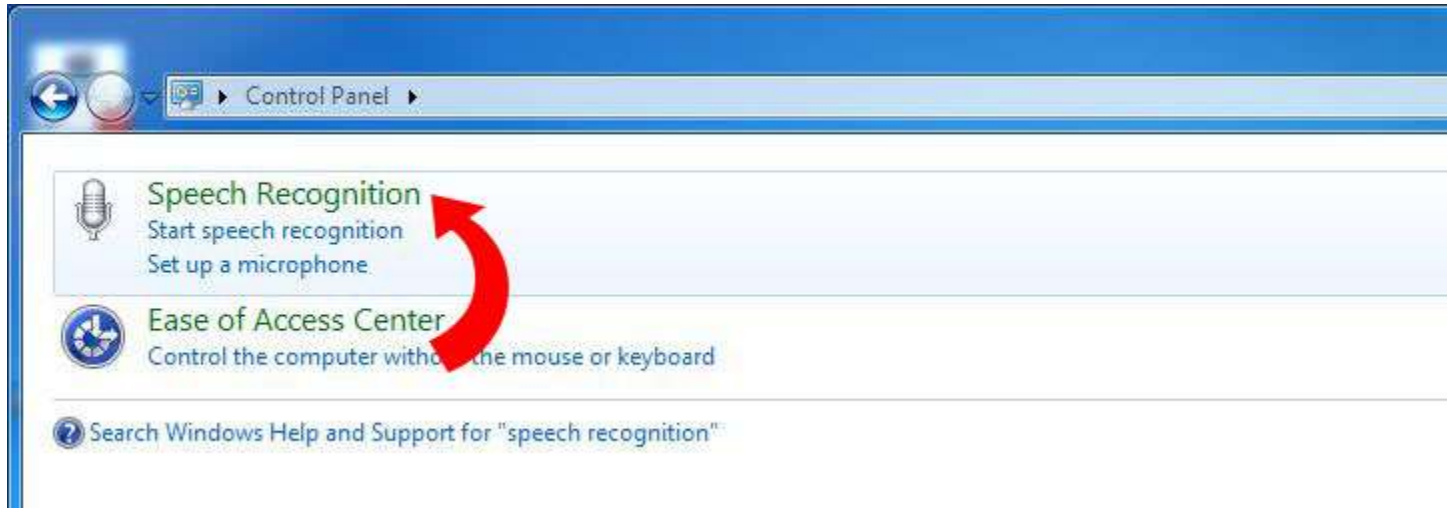 Control Panel
Speech Recognition
Start speech recognition
Set up a microphone
Ease of Access Center
Control the computer without the mouse or keyboard
Search Windows Help and Support for "speech recognition"